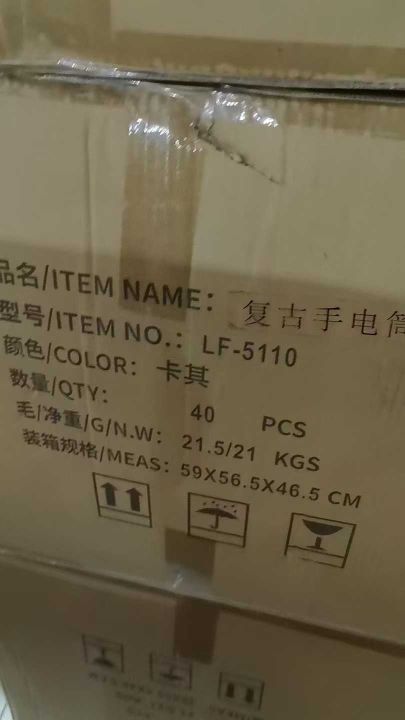 品名/ITEM NAME: 复古手电筒
型号/ITEM NO.: LF-5110
颜色/COLOR: 卡其
数量/QTY: 40 PCS
毛/净重/G/N.W: 21.5/21 KGS
装箱规格/MEAS: 59X56.5X46.5 CM